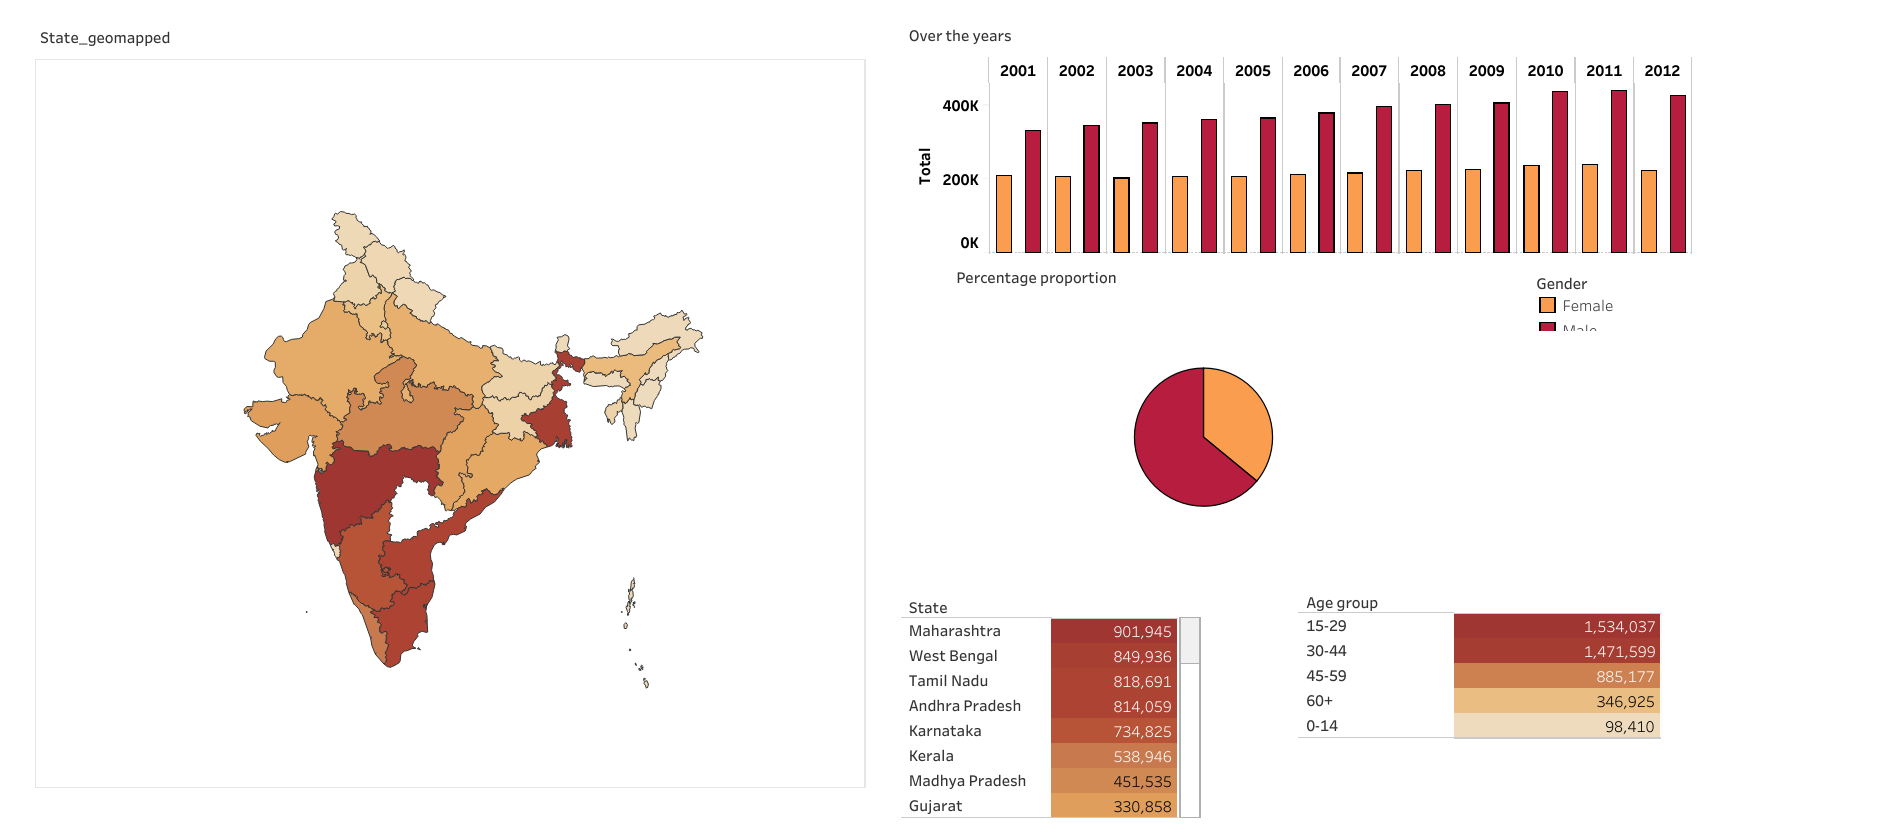 State_geomapped
Over the years
2001 2002 2003 2004 2005 2006 2007 2008 2009 2010 2011 2012
400K
200K
0K
Total
Percentage proportion
Gender
Female
Male
State
Maharashtra 901,945
West Bengal 849,936
Tamil Nadu 818,691
Andhra Pradesh 814,059
Karnataka 734,825
Kerala 538,946
Madhya Pradesh 451,535
Gujarat 330,858
Age group
15-29 1,534,037
30-44 1,471,599
45-59 885,177
60+ 346,925
0-14 98,410